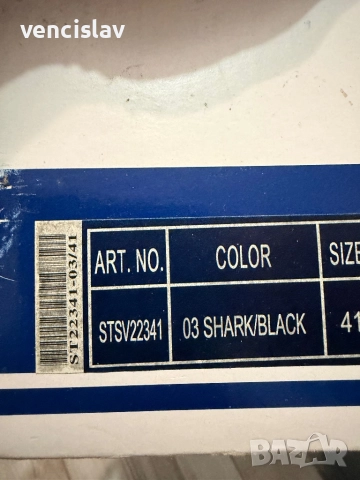 vencislav
ST22341-03/41
ART. NO. COLOR SIZE
STSV22341 03 SHARK/BLACK 41
BAZAR